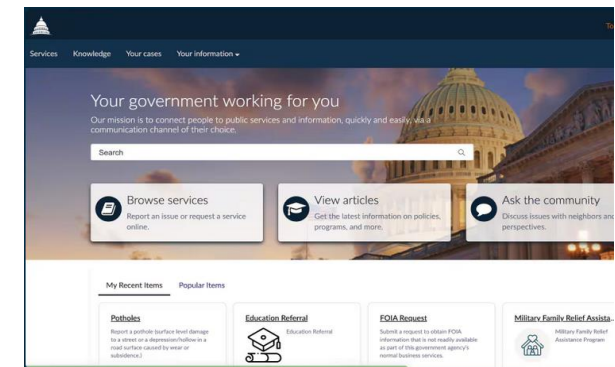 To
Services Knowledge Your cases Your information
Your government working for you
Our mission is to connect people to public services and information, quickly and easily, via a
communication channel of their choice.
Search
Browse services
Report an issue or request a service
online.
View articles
Get the latest information on policies,
programs, and more.
Ask the community
Discuss issues with neighbors and
perspectives.
My Recent Items Popular Items
Potholes
Report a pothole (surface level damage
to a street or a depression/hollow in a
road surface caused by wear or
subsidence.)
Education Referral
Education Referral
FOIA Request
Submit a request to obtain FOIA
information that is not readily available
as part of this government agency's
normal business services.
Military Family Relief Assista...
Military Family Relief
Assistance Program